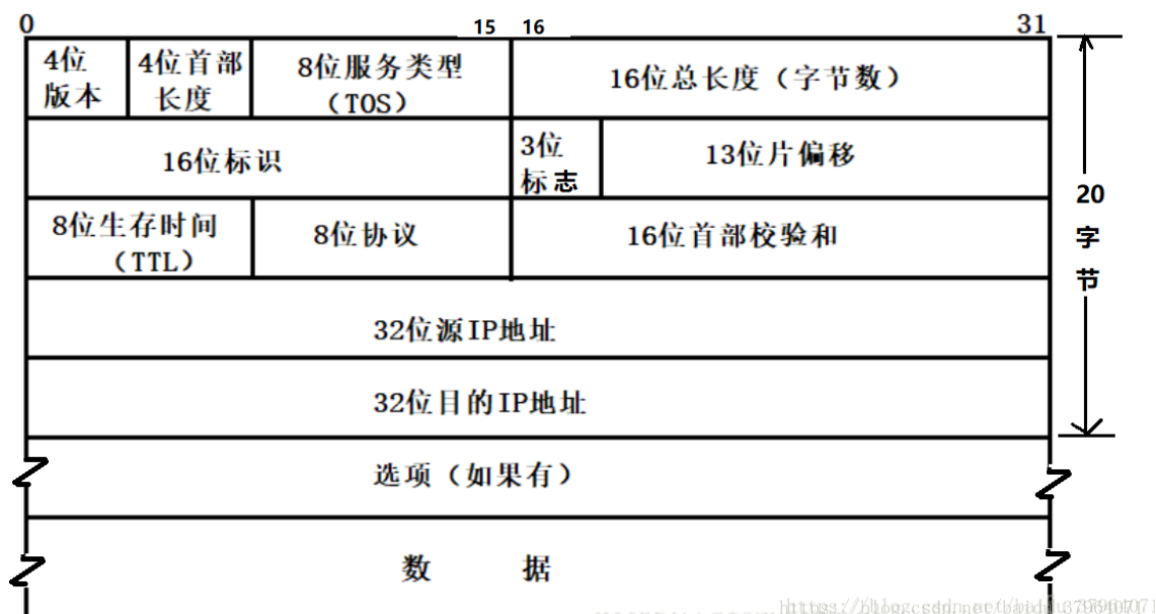 0 15 16 31
4位
版本
4位首部
长度
8位服务类型
（TOS）
16位总长度（字节数）
16位标识
3位
标志
13位片偏移
20
字
节
8位生存时间
（TTL）
8位协议
16位首部校验和
32位源IP地址
32位目的IP地址
选项（如果有）
数 据